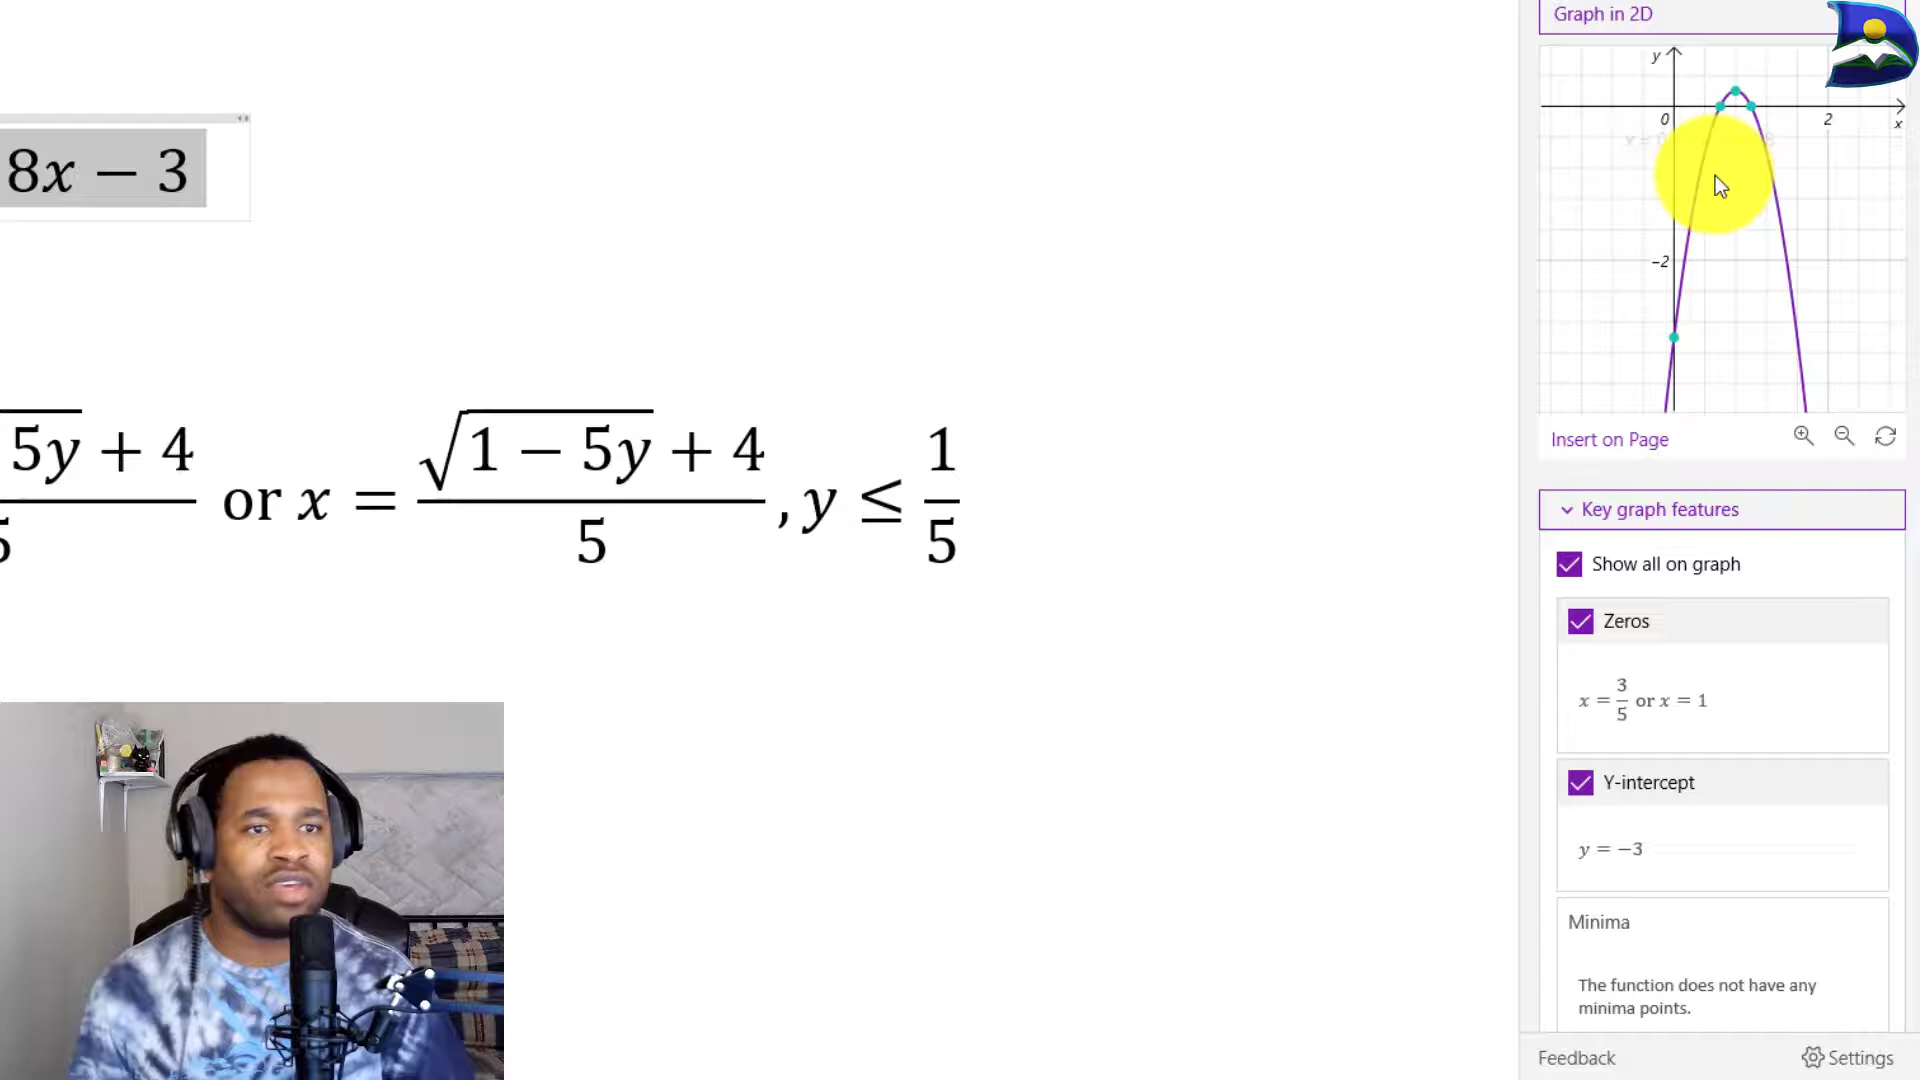 Graph in 2D
y
0
2
x
−2
8x − 3
5y + 4
or x = √(1 − 5y) + 4 / 5 , y ≤ 1/5
Insert on Page
Key graph features
Show all on graph
Zeros
x = 3/5 or x = 1
Y-intercept
y = −3
Minima
The function does not have any
minima points.
Feedback
Settings